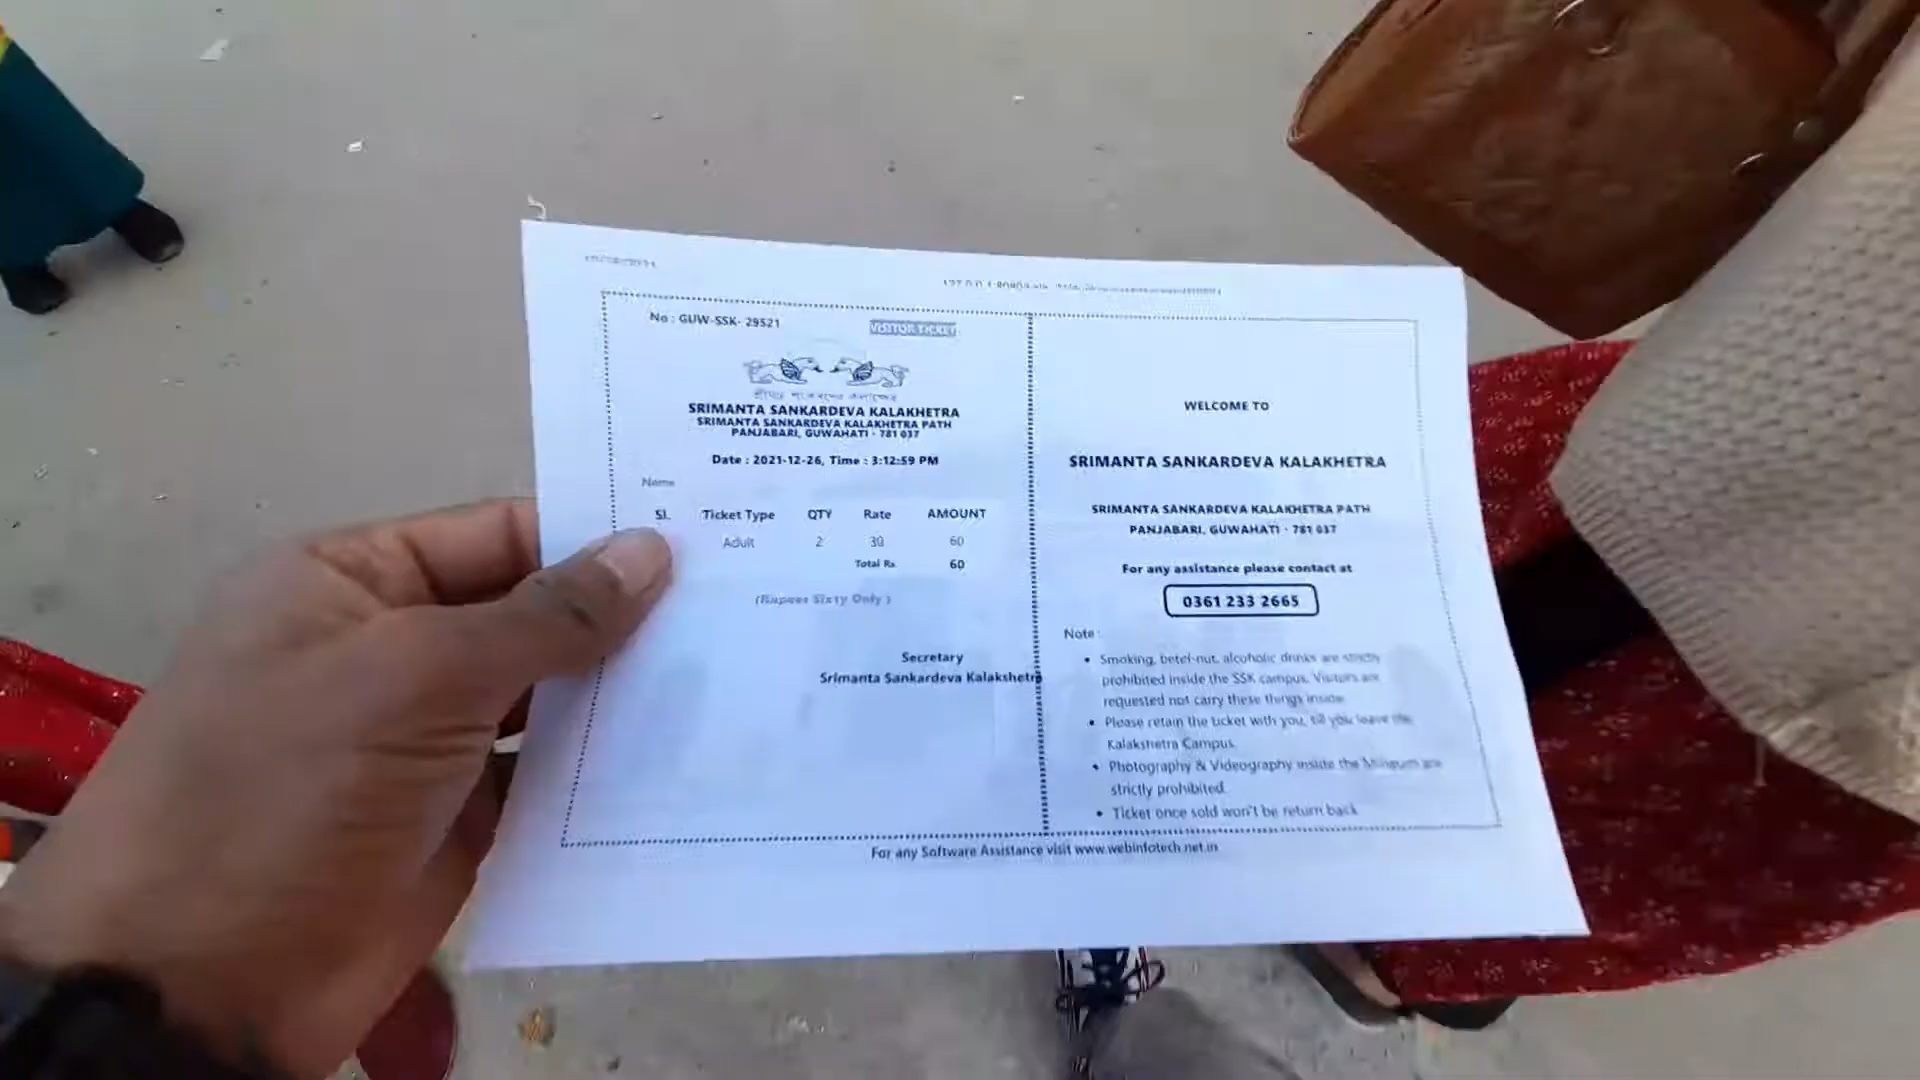 No : GUW-SSK- 29521
VISITOR TICKET
শ্রীমন্ত শংকৰদেৱ কলাক্ষেত্ৰ
SRIMANTA SANKARDEVA KALAKHETRA
SRIMANTA SANKARDEVA KALAKHETRA PATH
PANJABARI, GUWAHATI - 781 037
Date : 2021-12-26, Time : 3:12:59 PM
Name
Sl. Ticket Type QTY Rate AMOUNT
Adult 2 30 60
Total Rs 60
(Rupees Sixty Only )
Secretary
Srimanta Sankardeva Kalakshetra
WELCOME TO
SRIMANTA SANKARDEVA KALAKHETRA
SRIMANTA SANKARDEVA KALAKHETRA PATH
PANJABARI, GUWAHATI - 781 037
For any assistance please contact at
0361 233 2665
Note :
• Smoking, betel-nut, alcoholic drinks are strictly
prohibited inside the SSK campus. Visitors are
requested not carry these things inside.
• Please retain the ticket with you, till you leave the
Kalakshetra Campus.
• Photography & Videography inside the Museum are
strictly prohibited.
• Ticket once sold won't be return back
For any Software Assistance visit www.webinfotech.net.in